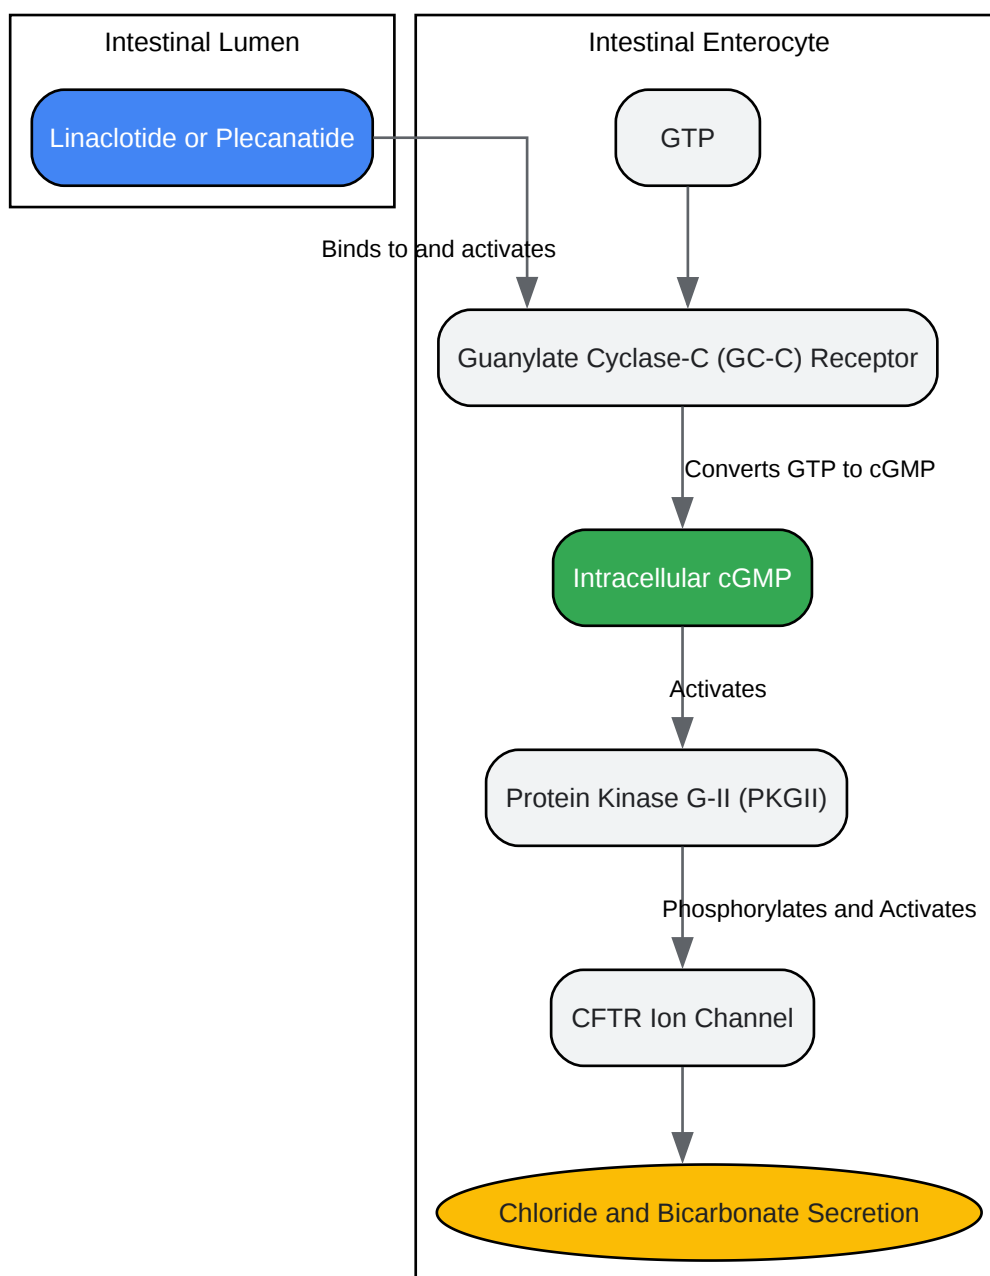 Intestinal Lumen
Intestinal Enterocyte
Linaclotide or Plecanatide
GTP
Binds to and activates
Guanylate Cyclase-C (GC-C) Receptor
Converts GTP to cGMP
Intracellular cGMP
Activates
Protein Kinase G-II (PKGII)
Phosphorylates and Activates
CFTR Ion Channel
Chloride and Bicarbonate Secretion